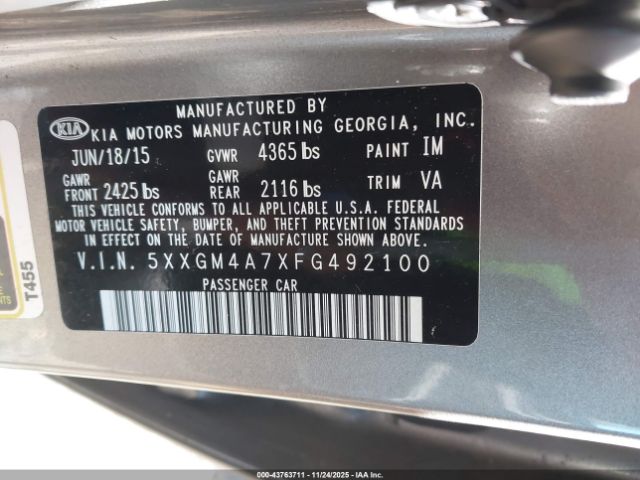 MANUFACTURED BY
KIA KIA MOTORS MANUFACTURING GEORGIA, INC.
JUN/18/15 GVWR 4365 lbs PAINT IM
GAWR FRONT 2425 lbs GAWR REAR 2116 lbs TRIM VA
THIS VEHICLE CONFORMS TO ALL APPLICABLE U.S.A. FEDERAL
MOTOR VEHICLE SAFETY, BUMPER, AND THEFT PREVENTION STANDARDS
IN EFFECT ON THE DATE OF MANUFACTURE SHOWN ABOVE.
V.I.N. 5XXGM4A7XFG492100
PASSENGER CAR
T455
000-43763711 - 11/24/2025 - IAAI.COM